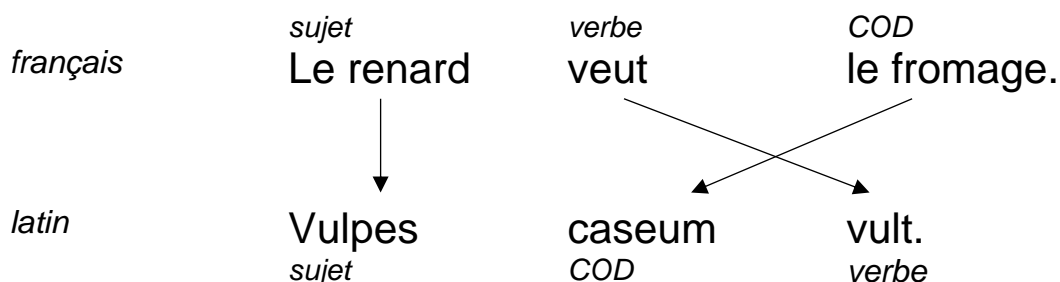 sujet verbe COD
français Le renard veut le fromage.
latin Vulpes caseum vult.
sujet COD verbe